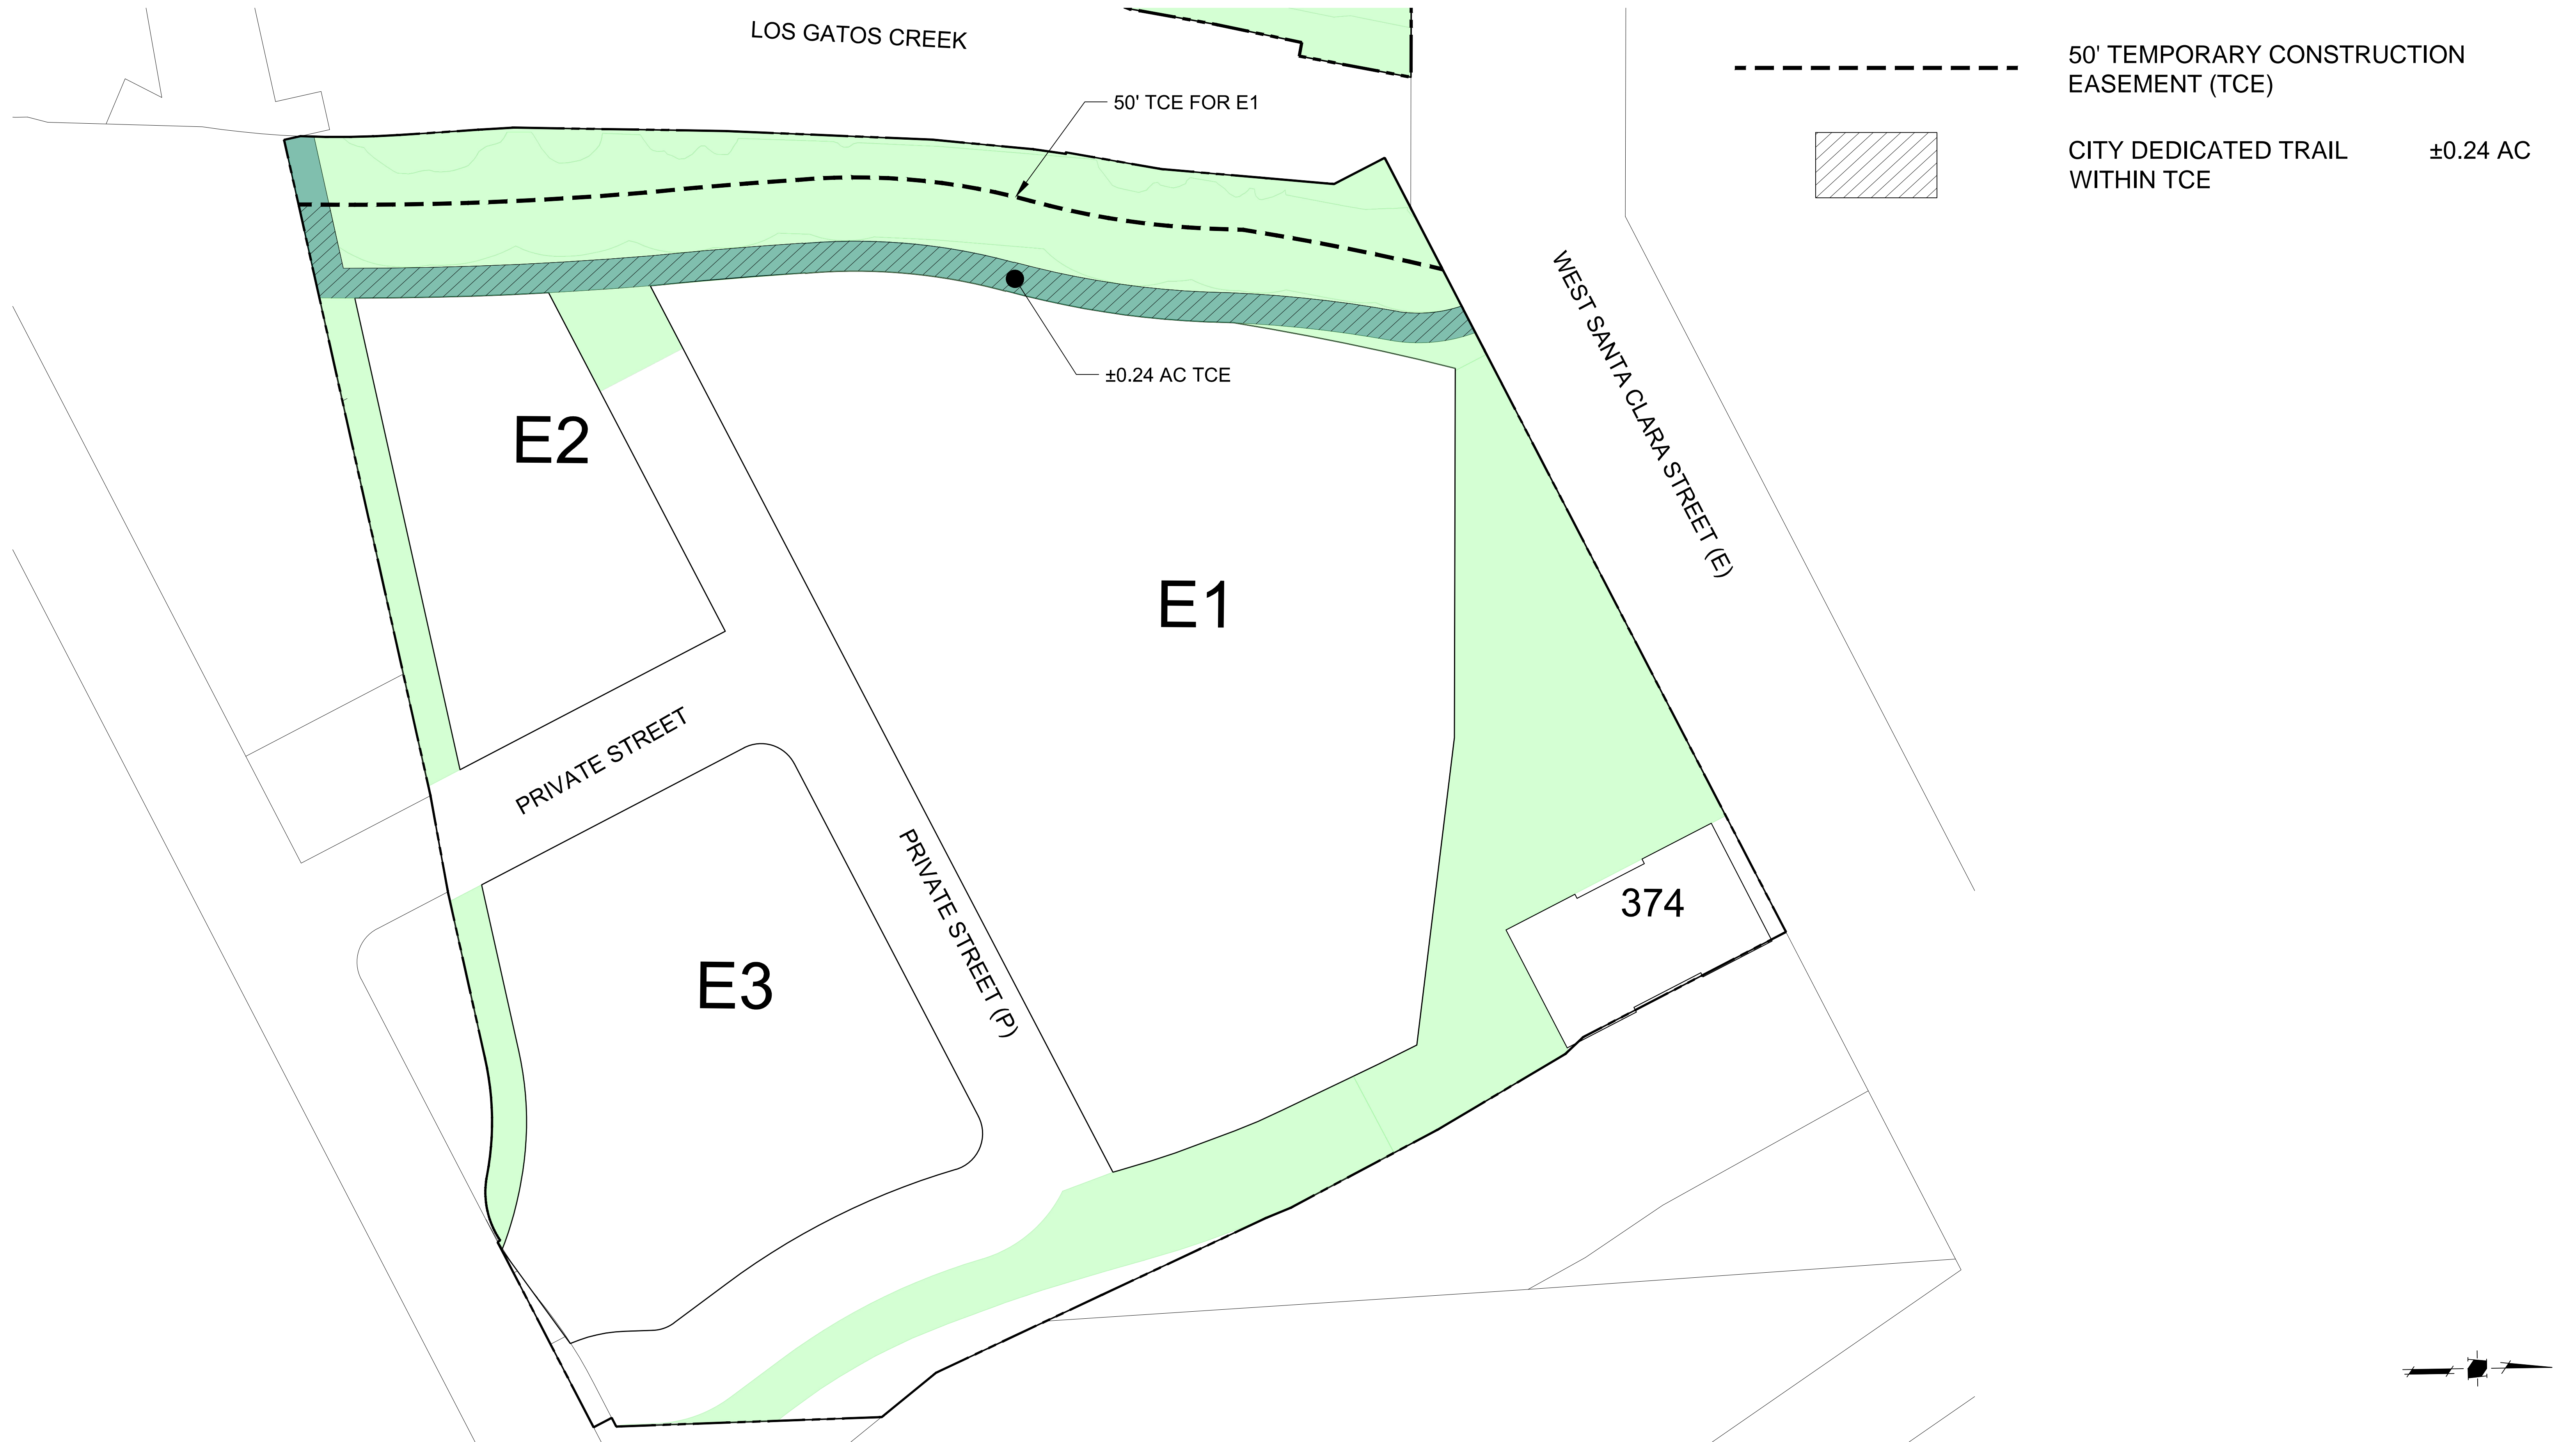 LOS GATOS CREEK
50' TEMPORARY CONSTRUCTION
EASEMENT (TCE)
50' TCE FOR E1
CITY DEDICATED TRAIL ±0.24 AC
WITHIN TCE
WEST SANTA CLARA STREET (E)
±0.24 AC TCE
E2
E1
PRIVATE STREET
PRIVATE STREET (P)
374
E3